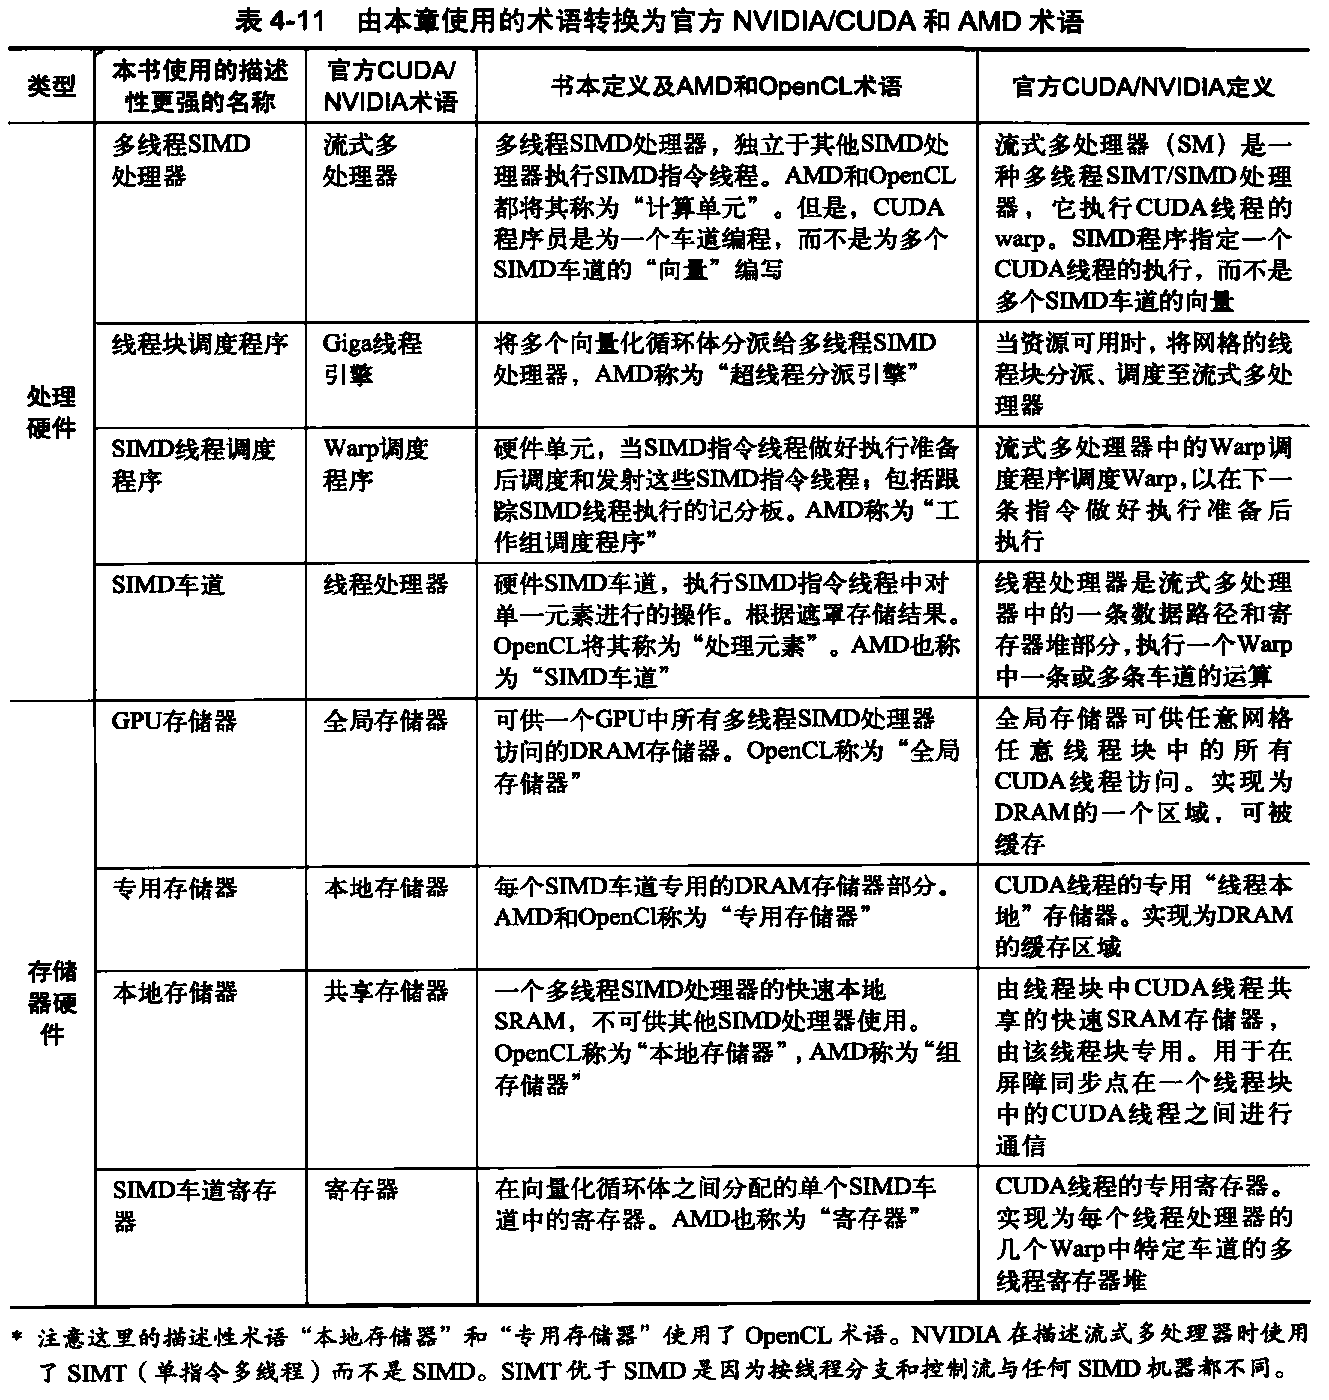 表 4-11 由本章使用的术语转换为官方 NVIDIA/CUDA 和 AMD 术语
类型
本书使用的描述
性更强的名称
官方CUDA/
NVIDIA术语
书本定义及AMD和OpenCL术语
官方CUDA/NVIDIA定义
处理
硬件
多线程SIMD
处理器
流式多
处理器
多线程SIMD处理器，独立于其他SIMD处
理器执行SIMD指令线程。AMD和OpenCL
都将其称为“计算单元”。但是，CUDA
程序员是为一个车道编程，而不是为多个
SIMD车道的“向量”编写
流式多处理器（SM）是一
种多线程SIMT/SIMD处理
器，它执行CUDA线程的
warp。SIMD程序指定一个
CUDA线程的执行，而不是
多个SIMD车道的向量
线程块调度程序
Giga线程
引擎
将多个向量化循环体分派给多线程SIMD
处理器，AMD称为“超线程分派引擎”
当资源可用时，将网格的线
程块分派、调度至流式多处
理器
SIMD线程调度
程序
Warp调度
程序
硬件单元，当SIMD指令线程做好执行准备
后调度和发射这些SIMD指令线程；包括跟
踪SIMD线程执行的记分板。AMD称为“工
作组调度程序”
流式多处理器中的Warp调
度程序调度Warp，以在下一
条指令做好执行准备后
执行
SIMD车道
线程处理器
硬件SIMD车道，执行SIMD指令线程中对
单一元素进行的操作。根据遮罩存储结果。
OpenCL将其称为“处理元素”。AMD也称
为“SIMD车道”
线程处理器是流式多处理
器中的一条数据路径和寄
存器堆部分，执行一个Warp
中一条或多条车道的运算
存储
器硬
件
GPU存储器
全局存储器
可供一个GPU中所有多线程SIMD处理器
访问的DRAM存储器。OpenCL称为“全局
存储器”
全局存储器可供任意网格
任意线程块中的所有
CUDA线程访问。实现为
DRAM的一个区域，可被
缓存
专用存储器
本地存储器
每个SIMD车道专用的DRAM存储器部分。
AMD和OpenCl称为“专用存储器”
CUDA线程的专用“线程本
地”存储器。实现为DRAM
的缓存区域
本地存储器
共享存储器
一个多线程SIMD处理器的快速本地
SRAM，不可供其他SIMD处理器使用。
OpenCL称为“本地存储器”，AMD称为“组
存储器”
由线程块中CUDA线程共
享的快速SRAM存储器，
由该线程块专用。用于在
屏障同步点在一个线程块
中的CUDA线程之间进行
通信
SIMD车道寄存
器
寄存器
在向量化循环体之间分配的单个SIMD车
道中的寄存器。AMD也称为“寄存器”
CUDA线程的专用寄存器。
实现为每个线程处理器的
几个Warp中特定车道的多
线程寄存器堆
* 注意这里的描述性术语“本地存储器”和“专用存储器”使用了 OpenCL 术语。NVIDIA 在描述流式多处理器时使用
了 SIMT（单指令多线程）而不是 SIMD。SIMT 优于 SIMD 是因为按线程分支和控制流与任何 SIMD 机器都不同。